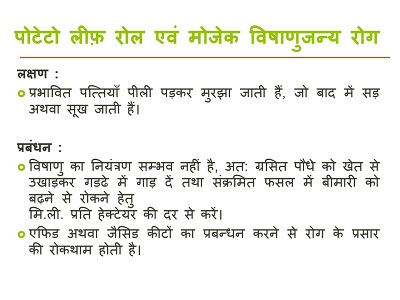 पोटेटो लीफ़ रोल एवं मोजेक विषाणुजन्य रोग
लक्षण :
प्रभावित पत्तियाँ पीली पड़कर मुरझा जाती हैं, जो बाद में सड़
अथवा सूख जाती हैं।
प्रबंधन :
विषाणु का नियंत्रण सम्भव नहीं है, अत: ग्रसित पौधे को खेत से
उखाड़कर गडढे में गाड़ दें तथा संक्रमित फसल में बीमारी को
बढ़ने से रोकने हेतु
मि.ली. प्रति हेक्टेयर की दर से करें।
एफिड अथवा जैसिड कीटों का प्रबन्धन करने से रोग के प्रसार
की रोकथाम होती है।